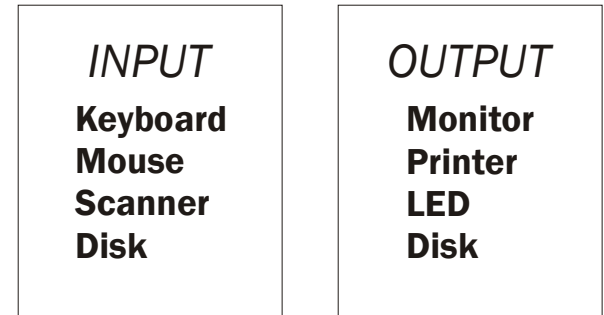 INPUT
Keyboard
Mouse
Scanner
Disk
OUTPUT
Monitor
Printer
LED
Disk